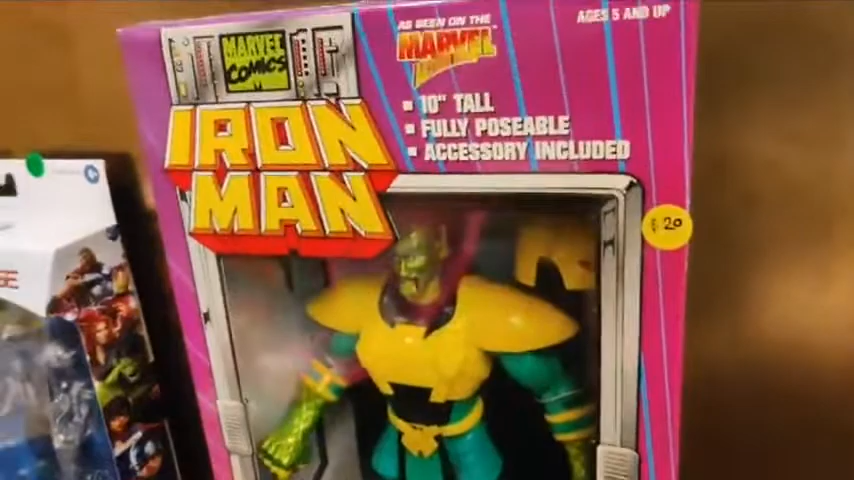 MARVEL
COMICS
IRON
MAN
AS SEEN ON THE
MARVEL
AGES 5 AND UP
10" TALL
FULLY POSEABLE
ACCESSORY INCLUDED
$20